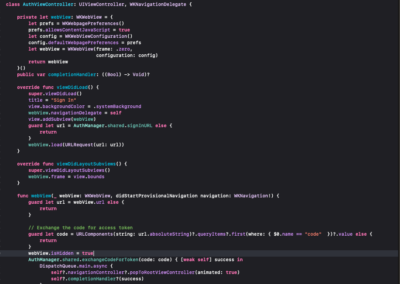 class AuthViewController: UIViewController, WKNavigationDelegate {
private let webView: WKWebView = {
let prefs = WKWebpagePreferences()
prefs.allowsContentJavaScript = true
let config = WKWebViewConfiguration()
config.defaultWebpagePreferences = prefs
let webView = WKWebView(frame: .zero,
configuration: config)
return webView
}()
public var completionHandler: ((Bool) -> Void)?
override func viewDidLoad() {
super.viewDidLoad()
title = "Sign In"
view.backgroundColor = .systemBackground
webView.navigationDelegate = self
view.addSubview(webView)
guard let url = AuthManager.shared.signInURL else {
return
}
webView.load(URLRequest(url: url))
}
override func viewDidLayoutSubviews() {
super.viewDidLayoutSubviews()
webView.frame = view.bounds
}
func webView(_ webView: WKWebView, didStartProvisionalNavigation navigation: WKNavigation!) {
guard let url = webView.url else {
return
}
// Exchange the code for access token
guard let code = URLComponents(string: url.absoluteString)?.queryItems?.first(where: { $0.name == "code" })?.value else {
return
}
webView.isHidden = true
AuthManager.shared.exchangeCodeForToken(code: code) { [weak self] success in
DispatchQueue.main.async {
self?.navigationController?.popToRootViewController(animated: true)
self?.completionHandler?(success)